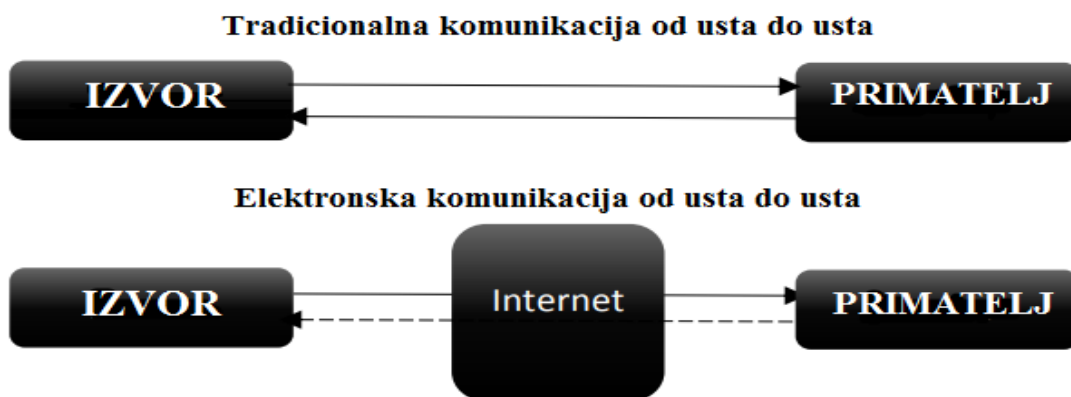 Tradicionalna komunikacija od usta do usta
IZVOR
PRIMATELJ
Elektronska komunikacija od usta do usta
IZVOR
Internet
PRIMATELJ